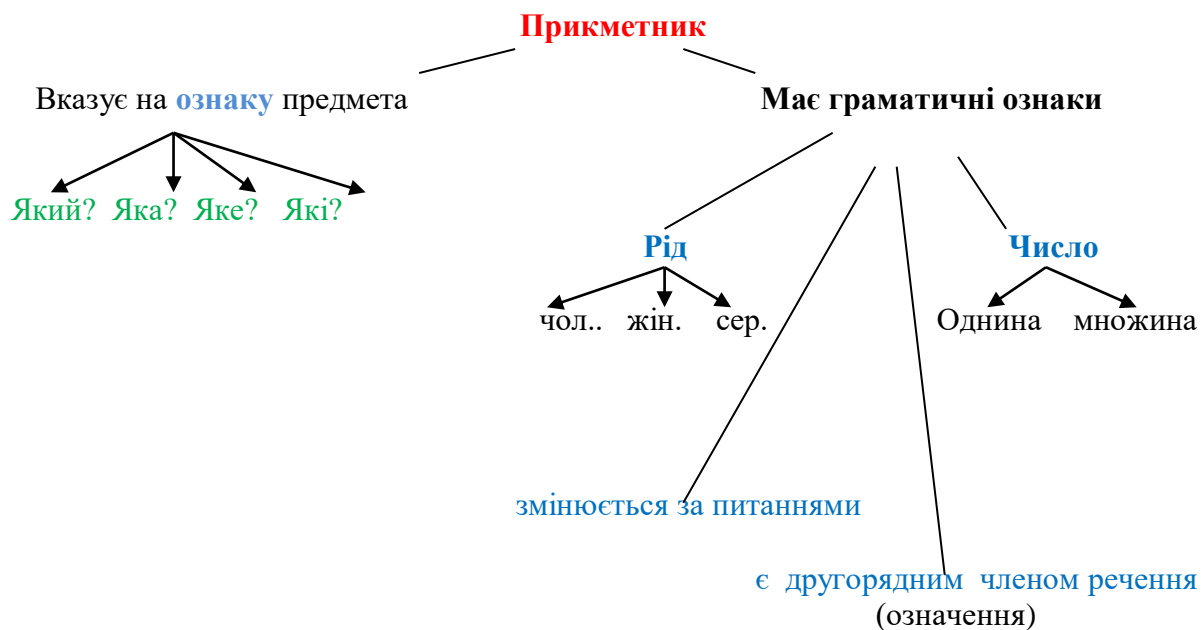 Прикметник
Вказує на ознаку предмета
Має граматичні ознаки
Який? Яка? Яке? Які?
Рід
Число
чол.. жін. сер.
Однина множина
змінюється за питаннями
є другорядним членом речення
(означення)